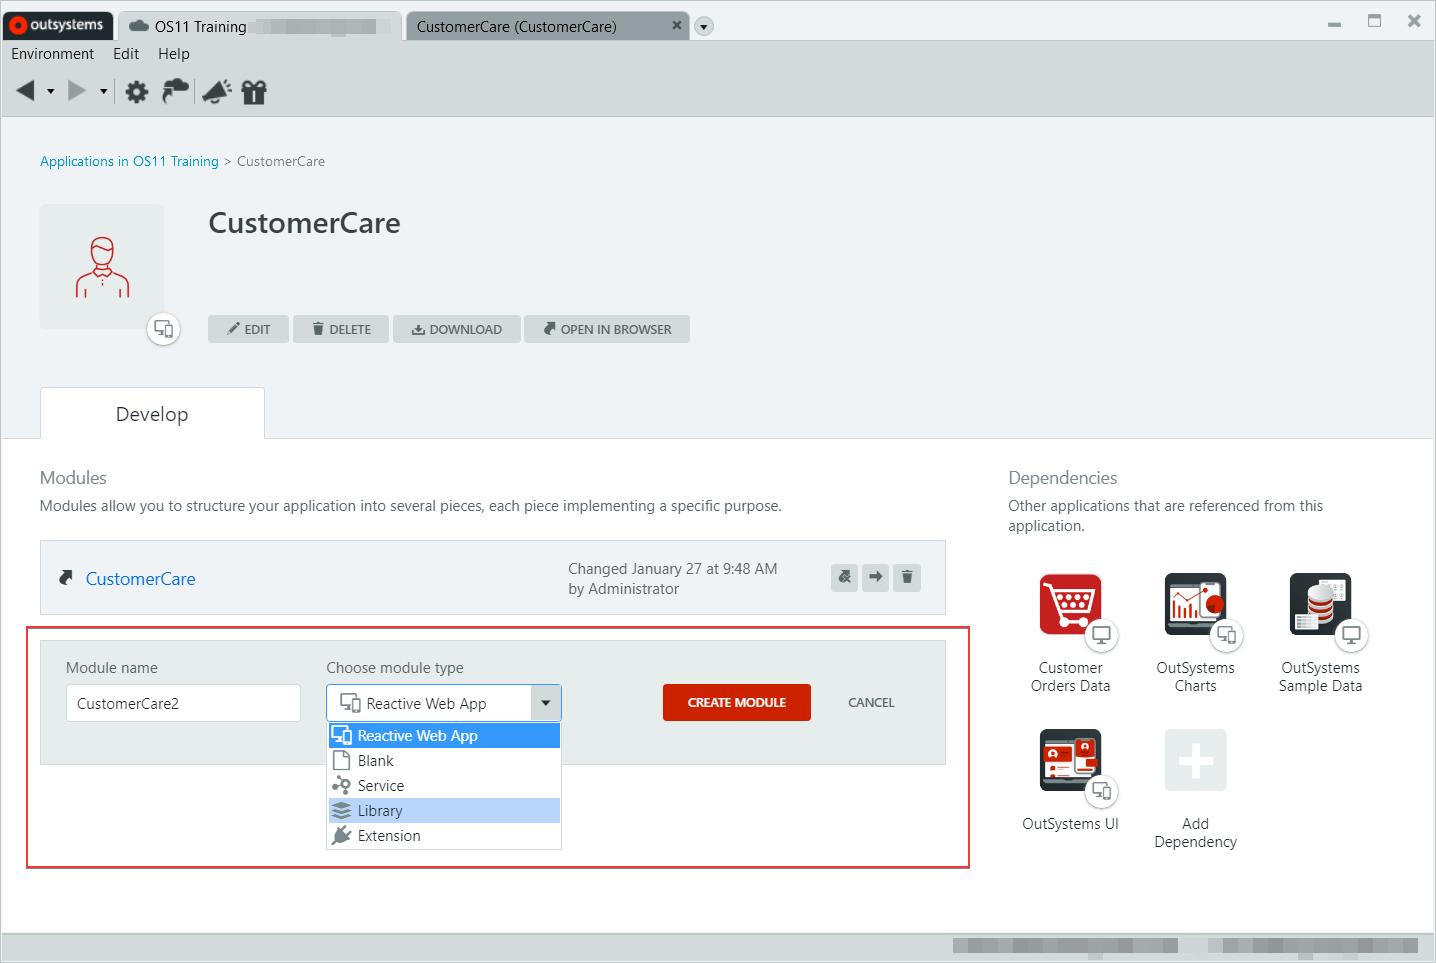 outsystems
OS11 Training
CustomerCare (CustomerCare)
Environment Edit Help
Applications in OS11 Training > CustomerCare
CustomerCare
EDIT DELETE DOWNLOAD OPEN IN BROWSER
Develop
Modules
Modules allow you to structure your application into several pieces, each piece implementing a specific purpose.
CustomerCare
Changed January 27 at 9:48 AM
by Administrator
Module name
CustomerCare2
Choose module type
Reactive Web App
Reactive Web App
Blank
Service
Library
Extension
CREATE MODULE
CANCEL
Dependencies
Other applications that are referenced from this
application.
Customer
Orders Data
OutSystems
Charts
OutSystems
Sample Data
OutSystems UI
Add
Dependency